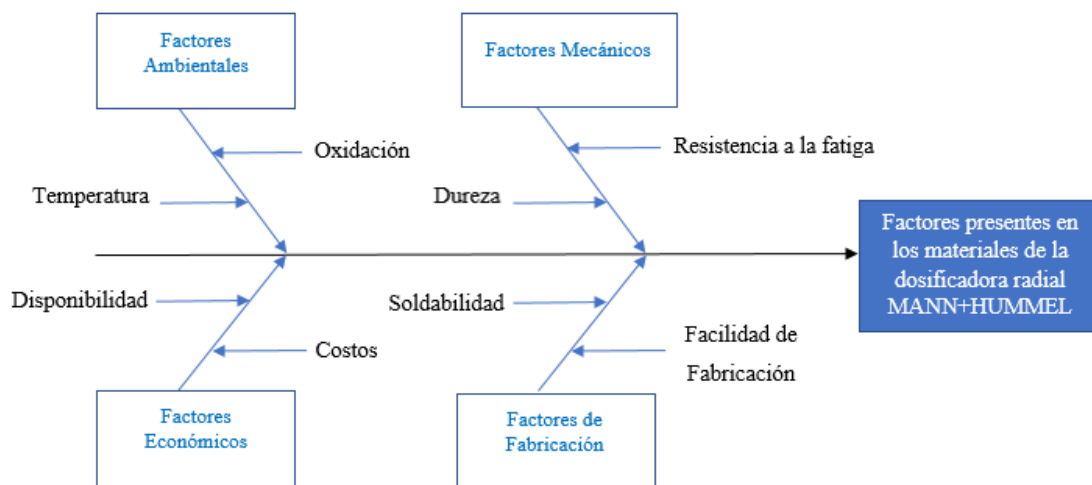 Factores
Ambientales
Factores Mecánicos
Oxidación
Resistencia a la fatiga
Temperatura
Dureza
Factores presentes en
los materiales de la
dosificadora radial
MANN+HUMMEL
Disponibilidad
Soldabilidad
Costos
Facilidad de
Fabricación
Factores
Económicos
Factores de
Fabricación